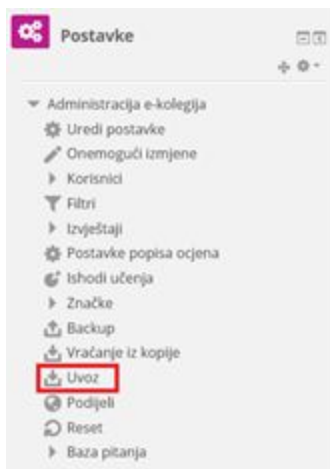 Postavke
Administracija e-kolegija
Uredi postavke
Onemogući izmjene
Korisnici
Filtri
Izvještaji
Postavke popisa ocjena
Ishodi učenja
Značke
Backup
Vraćanje iz kopije
Uvoz
Podijeli
Reset
Baza pitanja